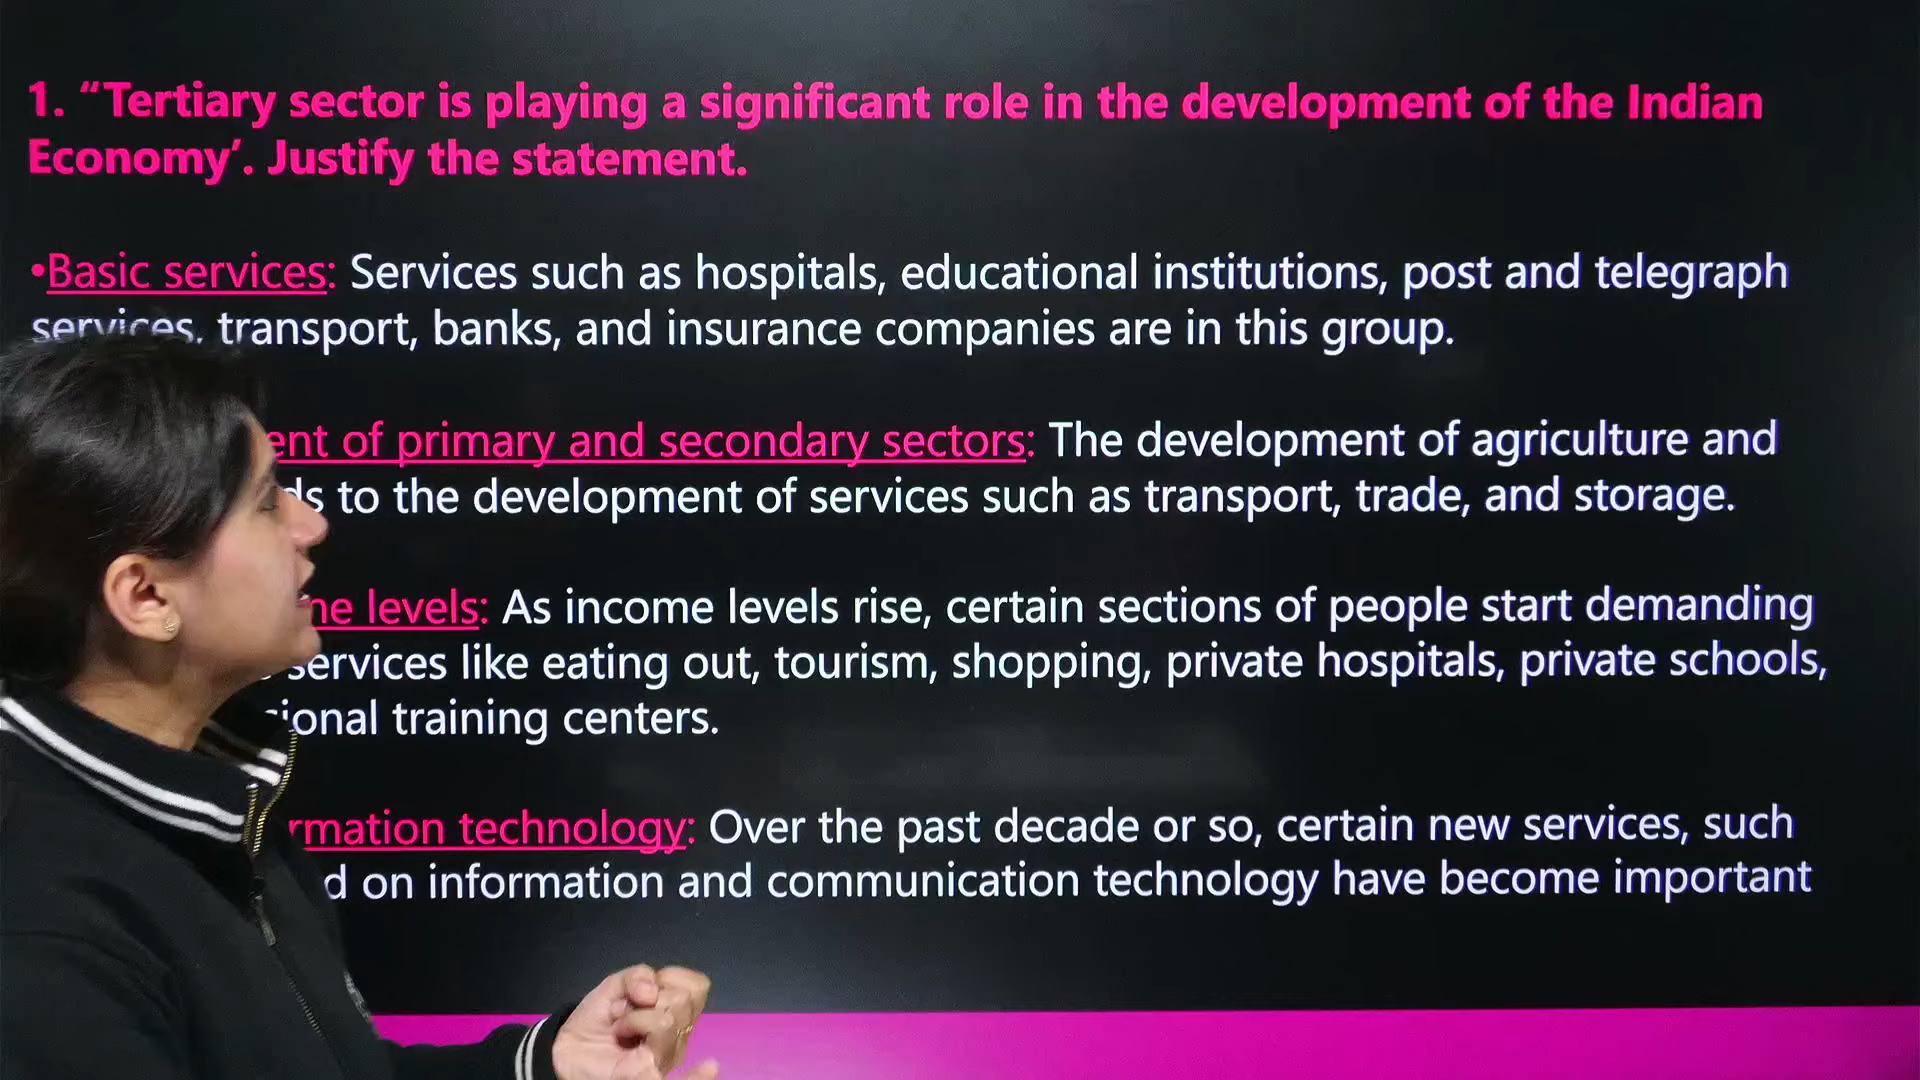 1. “Tertiary sector is playing a significant role in the development of the Indian
Economy’. Justify the statement.
•Basic services: Services such as hospitals, educational institutions, post and telegraph
services, transport, banks, and insurance companies are in this group.
of primary and secondary sectors: The development of agriculture and
to the development of services such as transport, trade, and storage.
levels: As income levels rise, certain sections of people start demanding
services like eating out, tourism, shopping, private hospitals, private schools,
training centers.
technology: Over the past decade or so, certain new services, such
on information and communication technology have become important